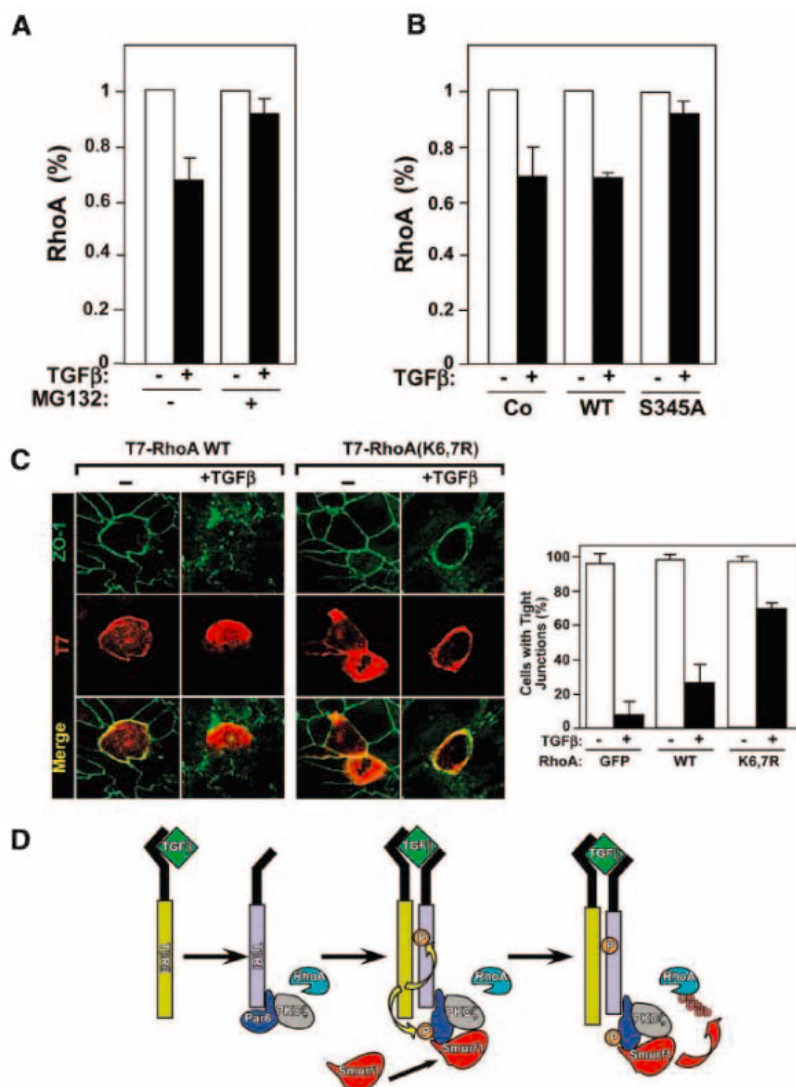 A
RhoA (%)
1
0.8
0.6
0.4
0.2
0
TGFβ: - + - +
MG132: - +
B
RhoA (%)
1
0.8
0.6
0.4
0.2
0
TGFβ: - + - + - +
Co WT S345A
C
T7-RhoA WT
T7-RhoA(K6,7R)
– +TGFβ – +TGFβ
ZO-1
T7
Merge
Cells with Tight
Junctions (%)
100
80
60
40
20
0
TGFβ: - + - + - +
RhoA: GFP WT K6,7R
D
TGFβ
Par6
PKCζ
RhoA
TGFβ
P
P
PKCζ
Smurf1
RhoA
Smurf1
TGFβ
P
P
PKCζ
Smurf1
RhoA